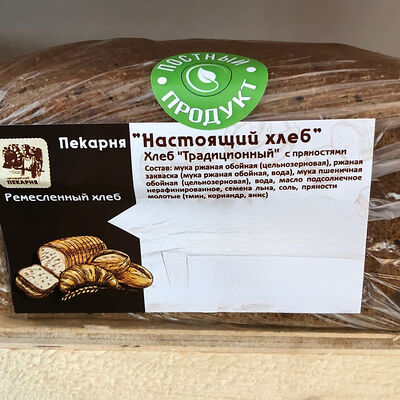 ПОСТНЫЙ
ПРОДУКТ
Пекарня "Настоящий хлеб"
Хлеб "Традиционный" с пряностями
Состав: мука ржаная обойная (цельнозерновая), ржаная
закваска (мука ржаная обойная, вода), мука пшеничная
обойная (цельнозерновая), вода, масло подсолнечное
нерафинированное, семена льна, соль, пряности
молотые (тмин, кориандр, анис)
ПЕКАРНЯ
Ремесленный хлеб